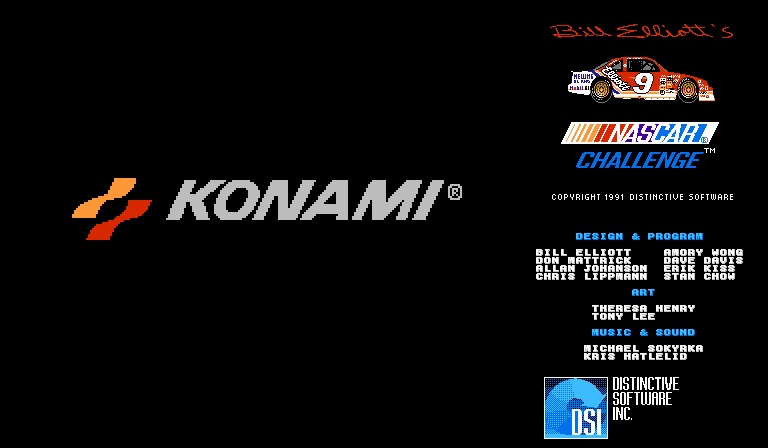 KONAMI®
Bill Elliott's
Elliott
9
NASCAR®
CHALLENGE™
COPYRIGHT 1991 DISTINCTIVE SOFTWARE
DESIGN & PROGRAM
BILL ELLIOTT AMORY WONG
DON MATTRICK DAVE DAVIS
ALLAN JOHANSON ERIK KISS
CHRIS LIPPMANN STAN CHOW
ART
THERESA HENRY
TONY LEE
MUSIC & SOUND
MICHAEL SOKYRKA
KRIS HATLELID
DSI
DISTINCTIVE
SOFTWARE
INC.